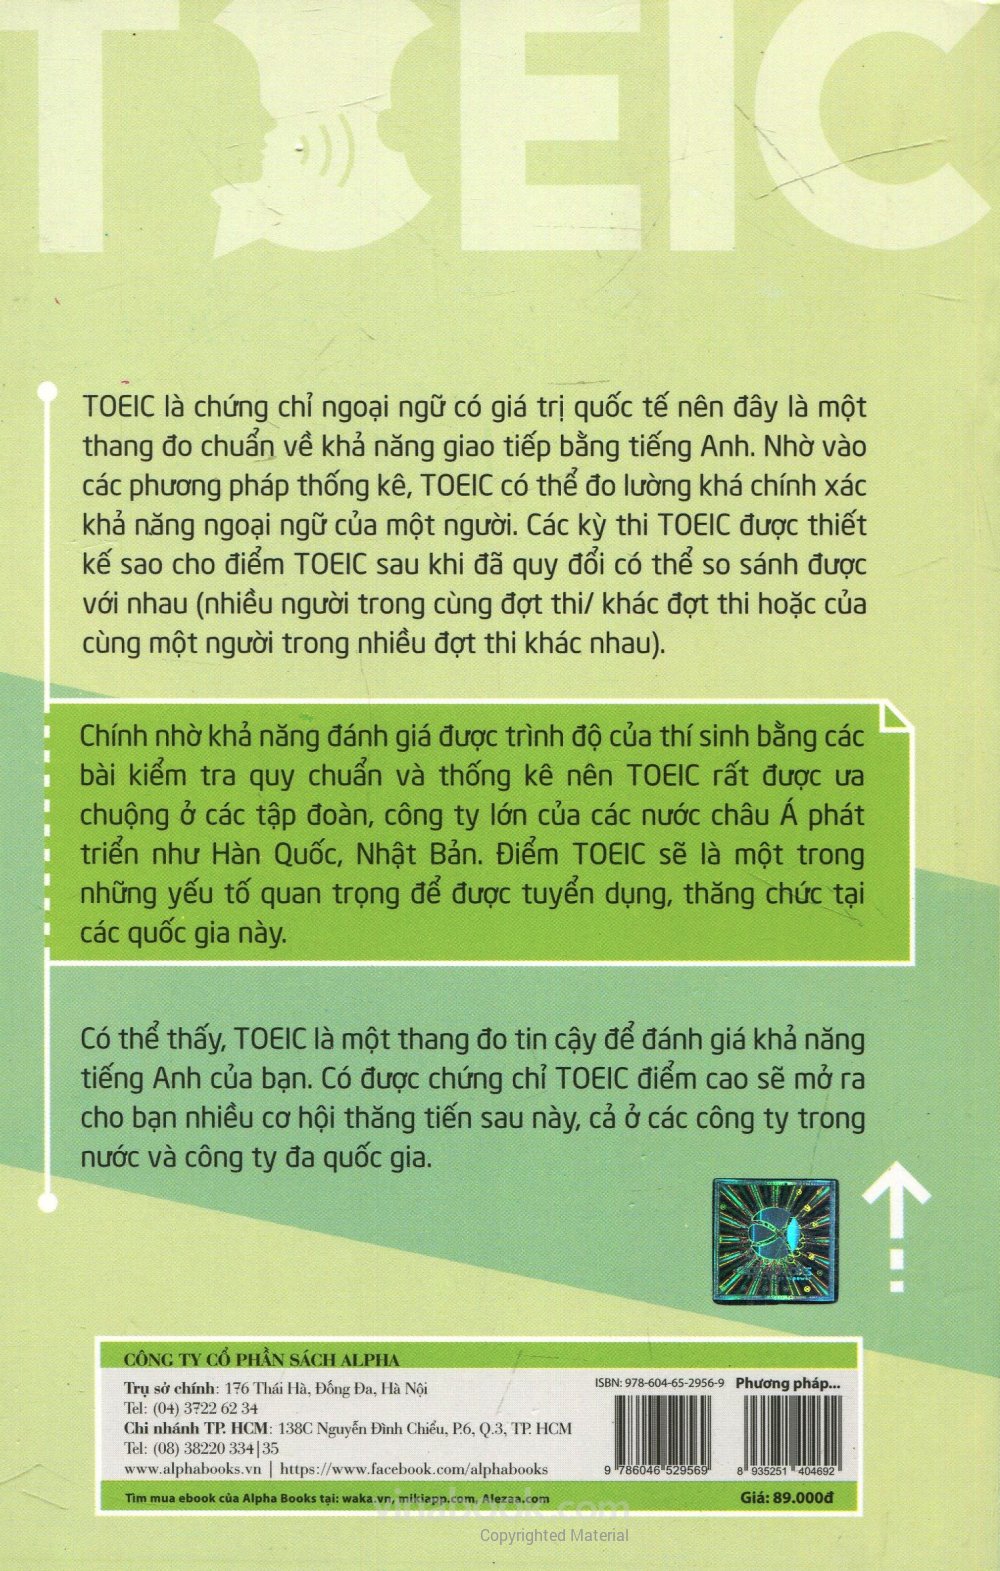 TOEIC
TOEIC là chứng chỉ ngoại ngữ có giá trị quốc tế nên đây là một
thang đo chuẩn về khả năng giao tiếp bằng tiếng Anh. Nhờ vào
các phương pháp thống kê, TOEIC có thể đo lường khá chính xác
khả năng ngoại ngữ của một người. Các kỳ thi TOEIC được thiết
kế sao cho điểm TOEIC sau khi đã quy đổi có thể so sánh được
với nhau (nhiều người trong cùng đợt thi/ khác đợt thi hoặc của
cùng một người trong nhiều đợt thi khác nhau).
Chính nhờ khả năng đánh giá được trình độ của thí sinh bằng các
bài kiểm tra quy chuẩn và thống kê nên TOEIC rất được ưa
chuộng ở các tập đoàn, công ty lớn của các nước châu Á phát
triển như Hàn Quốc, Nhật Bản. Điểm TOEIC sẽ là một trong
những yếu tố quan trọng để được tuyển dụng, thăng chức tại
các quốc gia này.
Có thể thấy, TOEIC là một thang đo tin cậy để đánh giá khả năng
tiếng Anh của bạn. Có được chứng chỉ TOEIC điểm cao sẽ mở ra
cho bạn nhiều cơ hội thăng tiến sau này, cả ở các công ty trong
nước và công ty đa quốc gia.
CÔNG TY CỔ PHẦN SÁCH ALPHA
Trụ sở chính: 176 Thái Hà, Đống Đa, Hà Nội
Tel: (04) 3722 62 34
Chi nhánh TP. HCM: 138C Nguyễn Đình Chiểu, P.6, Q.3, TP. HCM
Tel: (08) 38220 334|35
www.alphabooks.vn | https://www.facebook.com/alphabooks
Tìm mua ebook của Alpha Books tại: waka.vn, mikiapp.com, Alezaa.com
ISBN: 978-604-65-2956-9 Phương pháp...
9 786046 529569
8 935251 404692
Giá: 89.000đ
vinabook.com
Copyrighted Material